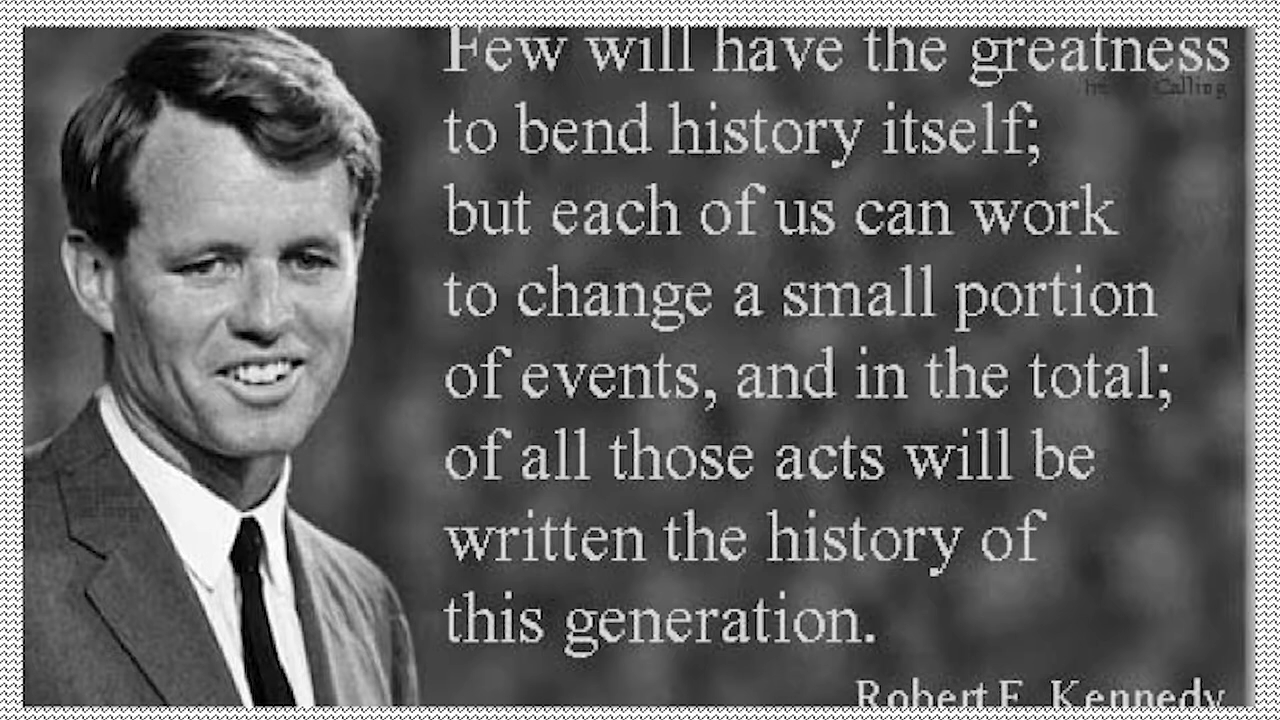 Few will have the greatness
Calling
to bend history itself;
but each of us can work
to change a small portion
of events, and in the total;
of all those acts will be
written the history of
this generation.
Robert F. Kennedy